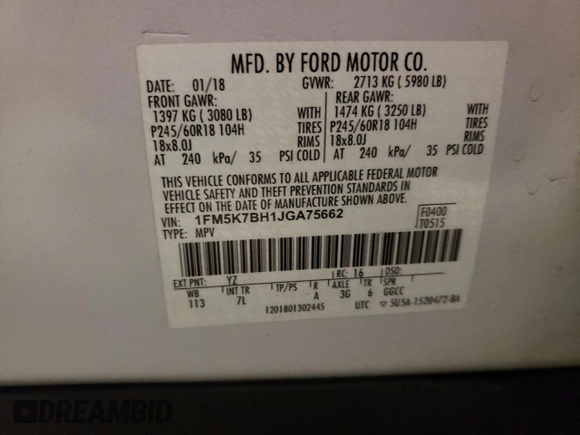 MFD. BY FORD MOTOR CO.
DATE: 01/18 GVWR: 2713 KG ( 5980 LB)
FRONT GAWR: REAR GAWR:
1397 KG ( 3080 LB) WITH 1474 KG ( 3250 LB) WITH
P245/60R18 104H TIRES P245/60R18 104H TIRES
18x8.0J RIMS 18x8.0J RIMS
AT 240 kPa/ 35 PSI COLD AT 240 kPa/ 35 PSI COLD
THIS VEHICLE CONFORMS TO ALL APPLICABLE FEDERAL MOTOR
VEHICLE SAFETY AND THEFT PREVENTION STANDARDS IN
EFFECT ON THE DATE OF MANUFACTURE SHOWN ABOVE.
VIN: 1FM5K7BH1JGA75662 F0400
TYPE: MPV T0515
EXT PNT: YZ RC: 16 DSO:
WB INT TR TP/PS R AXLE TR SPR
113 7L A 3G 6 GGCC
1201801302445 UTC ▽ SU5A-1520472-BA
DREAMBID